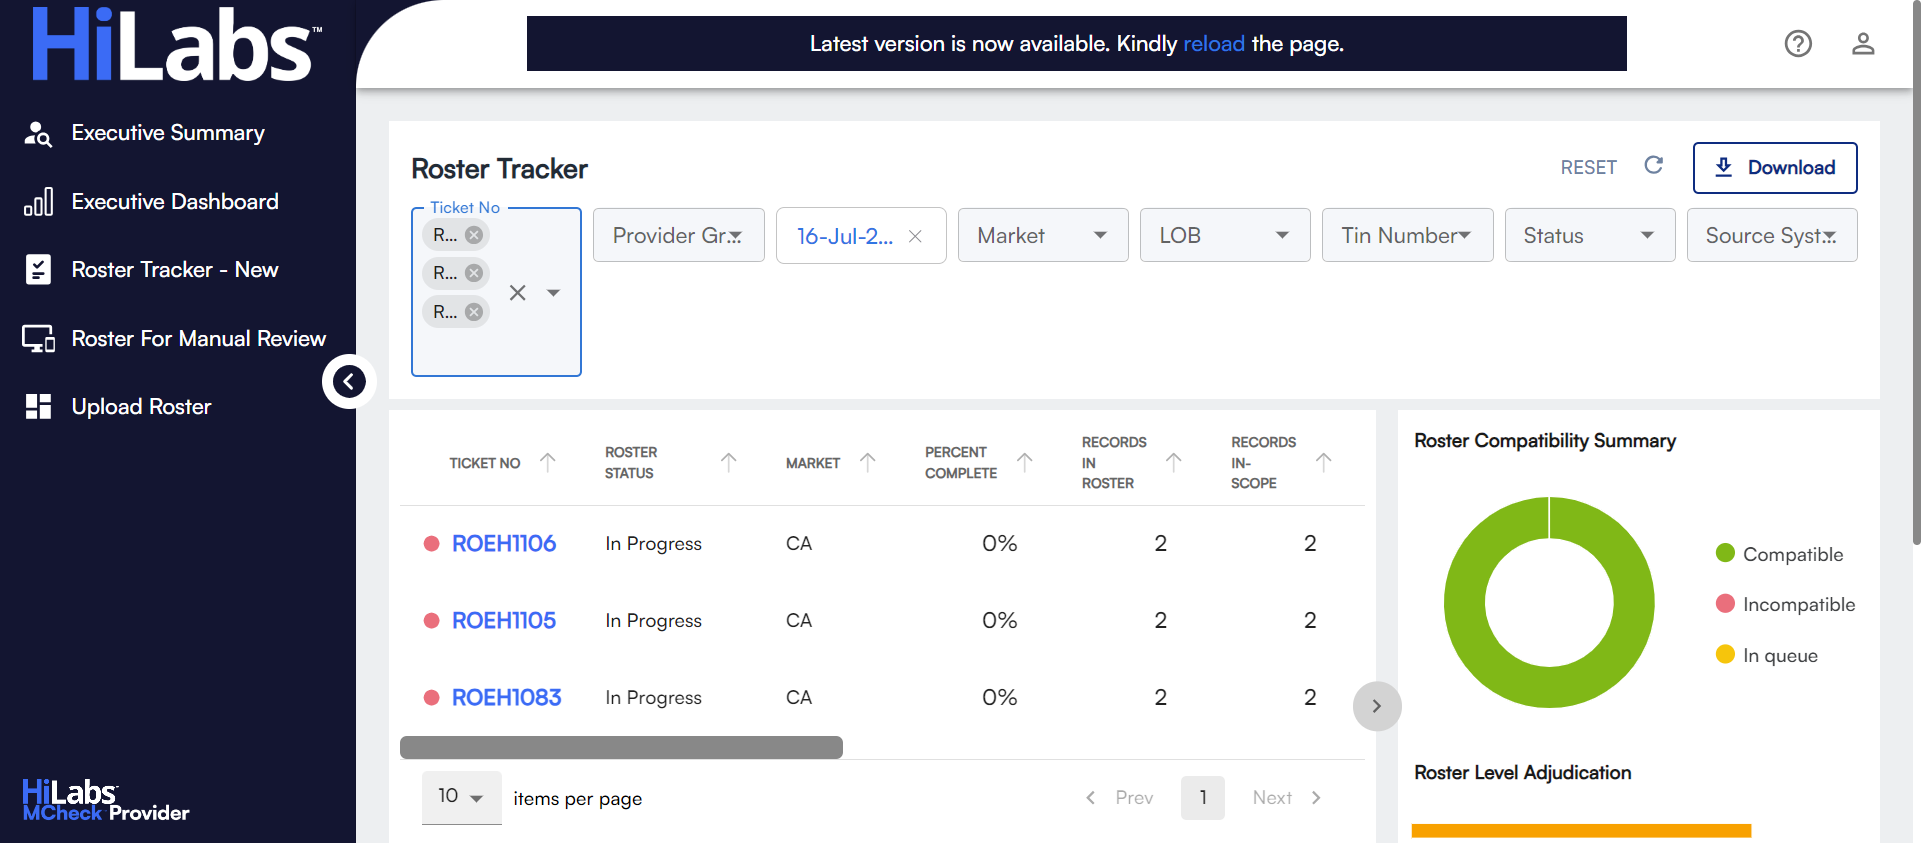 HiLabs™
Latest version is now available. Kindly reload the page.
Executive Summary
Executive Dashboard
Roster Tracker - New
Roster For Manual Review
Upload Roster
HiLabs
MCheck Provider
Roster Tracker
RESET
Download
Ticket No
R...
R...
R...
Provider Gr...
16-Jul-2...
Market
LOB
Tin Number
Status
Source Syst...
TICKET NO
ROSTER STATUS
MARKET
PERCENT COMPLETE
RECORDS IN ROSTER
RECORDS IN-SCOPE
ROEH1106 In Progress CA 0% 2 2
ROEH1105 In Progress CA 0% 2 2
ROEH1083 In Progress CA 0% 2 2
10 items per page
Prev 1 Next
Roster Compatibility Summary
Compatible
Incompatible
In queue
Roster Level Adjudication